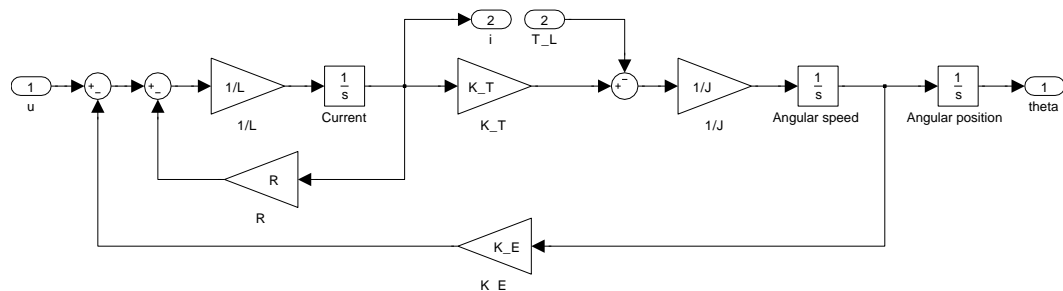 2
i
2
T_L
1
u
+
−
+
−
1/L
1/L
1
s
Current
K_T
K_T
−
+
1/J
1/J
1
s
Angular speed
1
s
Angular position
1
theta
R
R
K_E
K_E